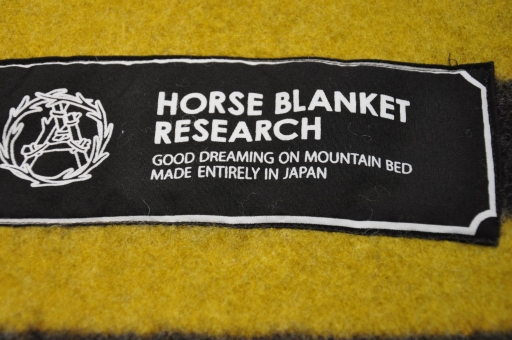 HORSE BLANKET
RESEARCH
GOOD DREAMING ON MOUNTAIN BED
MADE ENTIRELY IN JAPAN